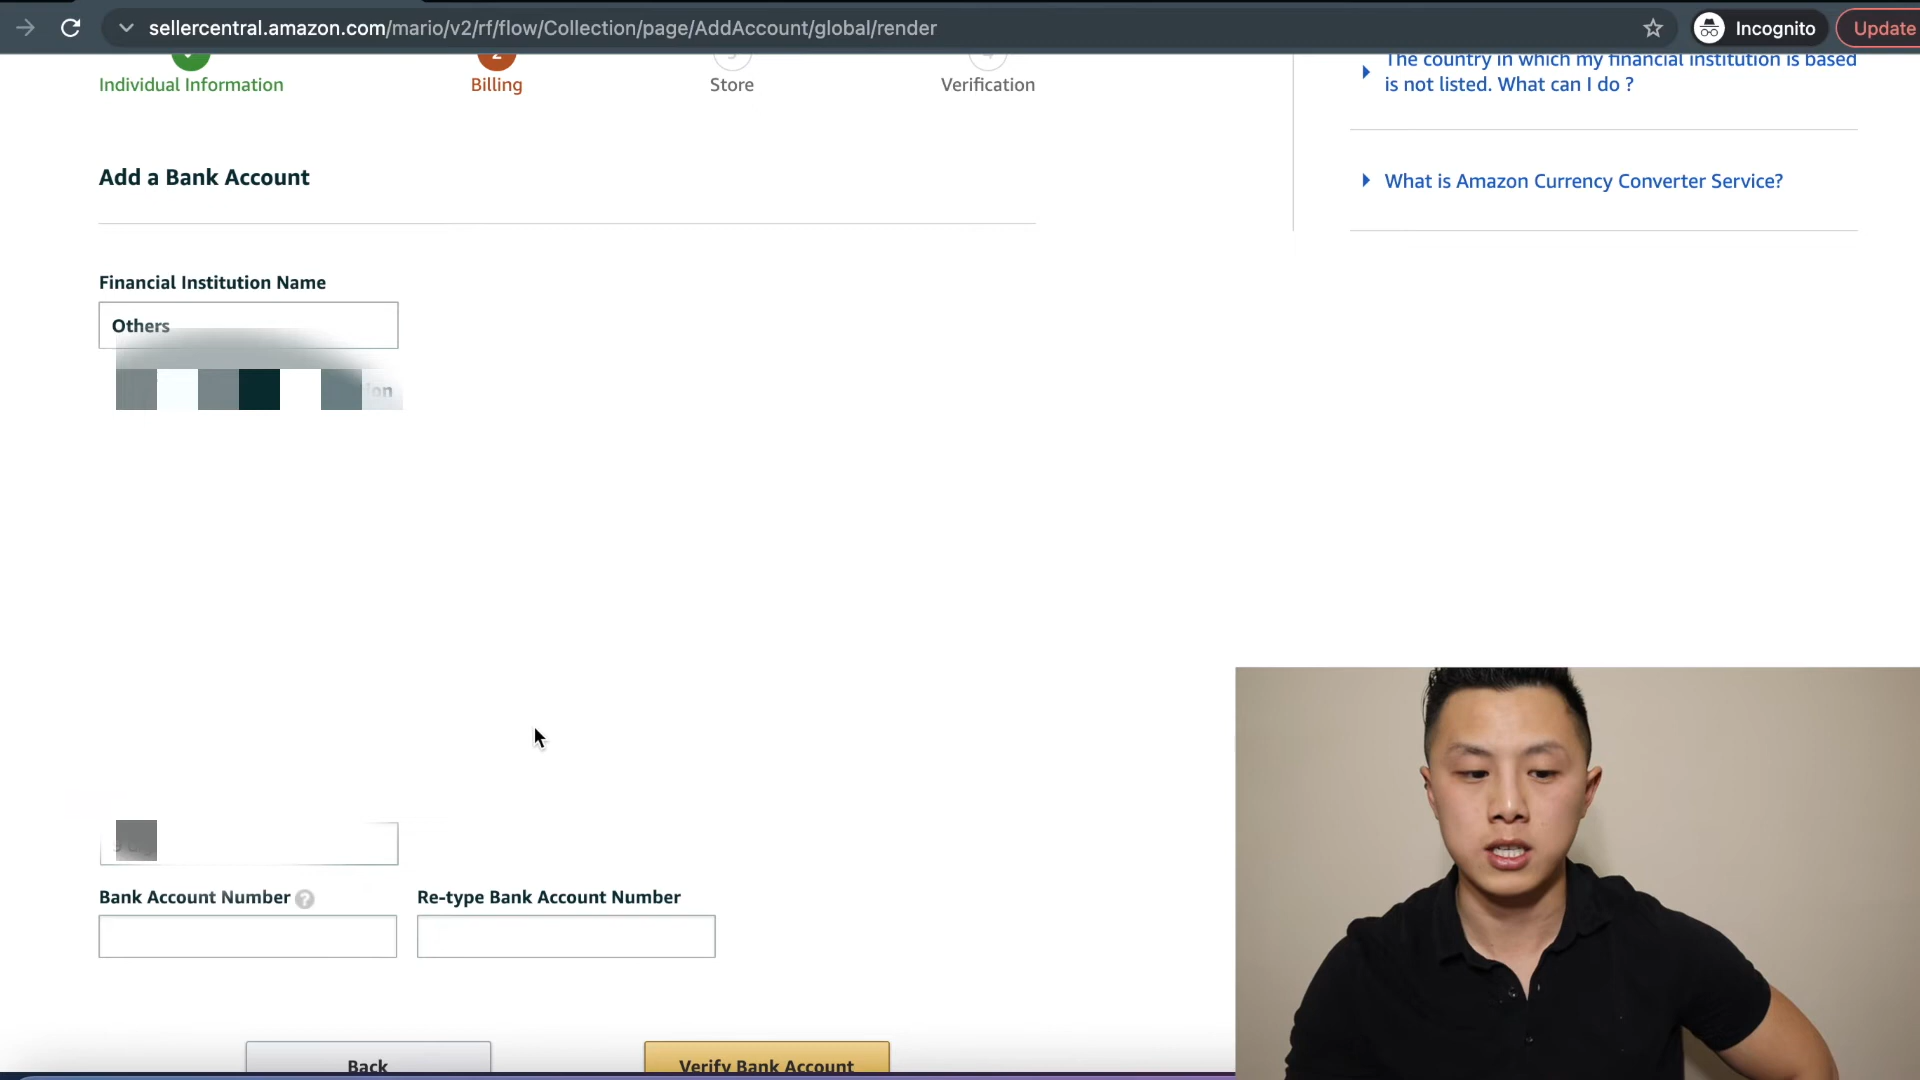 sellercentral.amazon.com/mario/v2/rf/flow/Collection/page/AddAccount/global/render
Incognito
Update
2
3
4
Individual Information
Billing
Store
Verification
The country in which my financial institution is based
is not listed. What can I do ?
What is Amazon Currency Converter Service?
Add a Bank Account
Financial Institution Name
Others
Bank Account Number ?
Re-type Bank Account Number
Back
Verify Bank Account